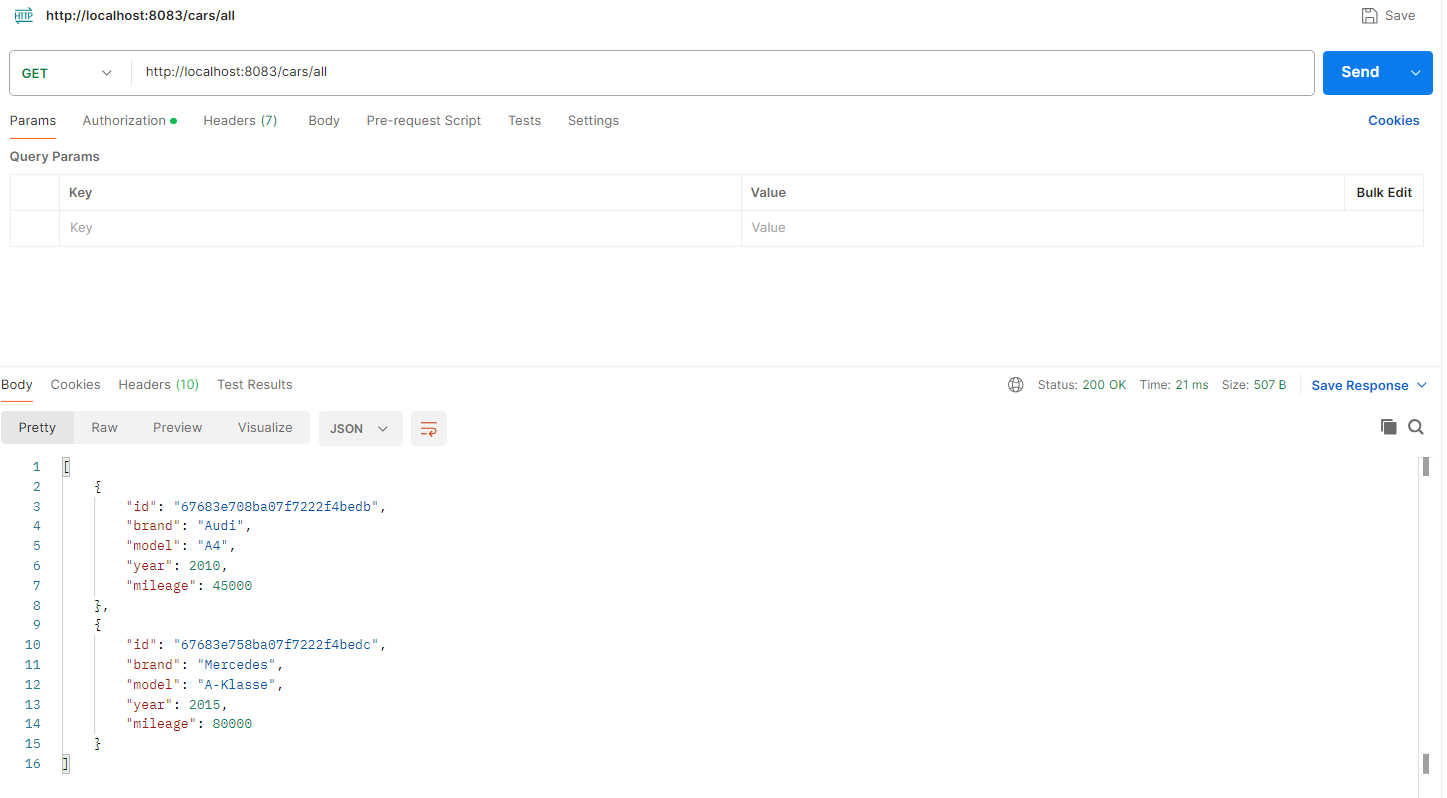 HTTP http://localhost:8083/cars/all Save
GET http://localhost:8083/cars/all Send
Params Authorization Headers (7) Body Pre-request Script Tests Settings Cookies
Query Params
Key Value Bulk Edit
Key Value
Body Cookies Headers (10) Test Results Status: 200 OK Time: 21 ms Size: 507 B Save Response
Pretty Raw Preview Visualize JSON
1 [
2 {
3 "id": "67683e708ba07f7222f4bedb",
4 "brand": "Audi",
5 "model": "A4",
6 "year": 2010,
7 "mileage": 45000
8 },
9 {
10 "id": "67683e758ba07f7222f4bedc",
11 "brand": "Mercedes",
12 "model": "A-Klasse",
13 "year": 2015,
14 "mileage": 80000
15 }
16 ]